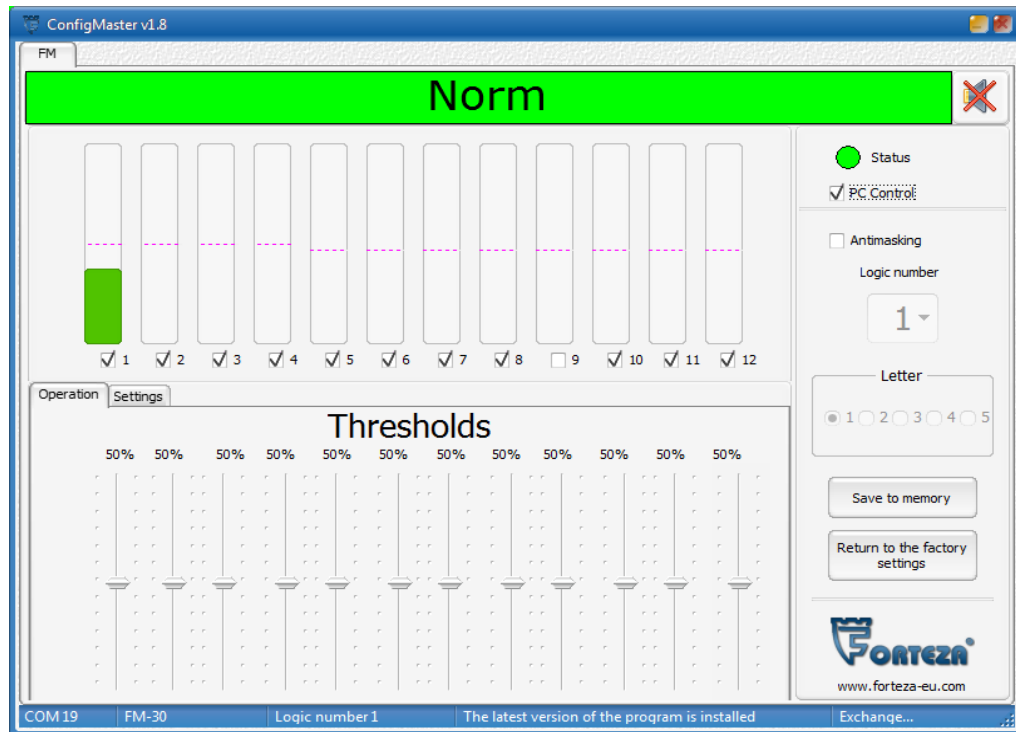 ConfigMaster v1.8
FM
Norm
Status
PC Control
Antimasking
Logic number
1
1 2 3 4 5 6 7 8 9 10 11 12
Letter
1 2 3 4 5
Operation Settings
Thresholds
50% 50% 50% 50% 50% 50% 50% 50% 50% 50% 50% 50%
Save to memory
Return to the factory
settings
FORTEZA
www.forteza-eu.com
COM 19 FM-30 Logic number 1 The latest version of the program is installed Exchange...